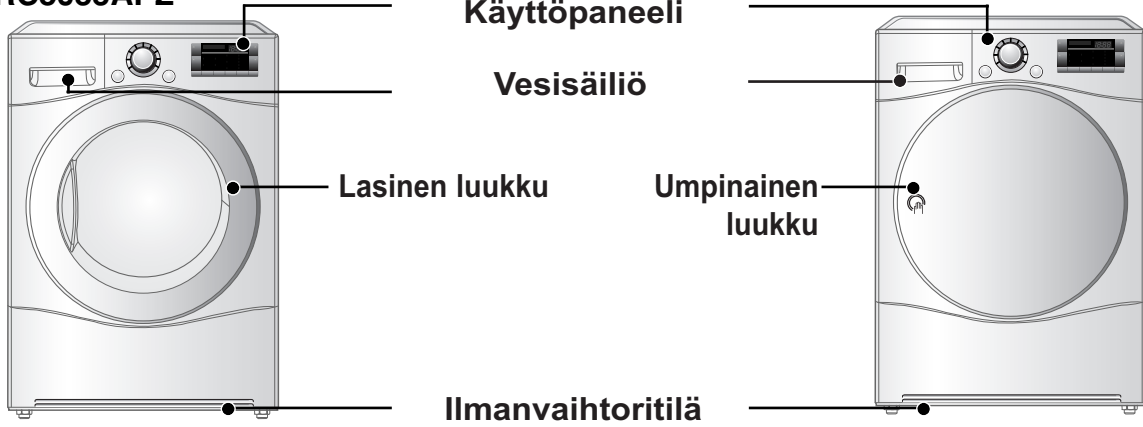 Käyttöpaneeli
Vesisäiliö
Lasinen luukku
Umpinainen
luukku
Ilmanvaihtoritilä